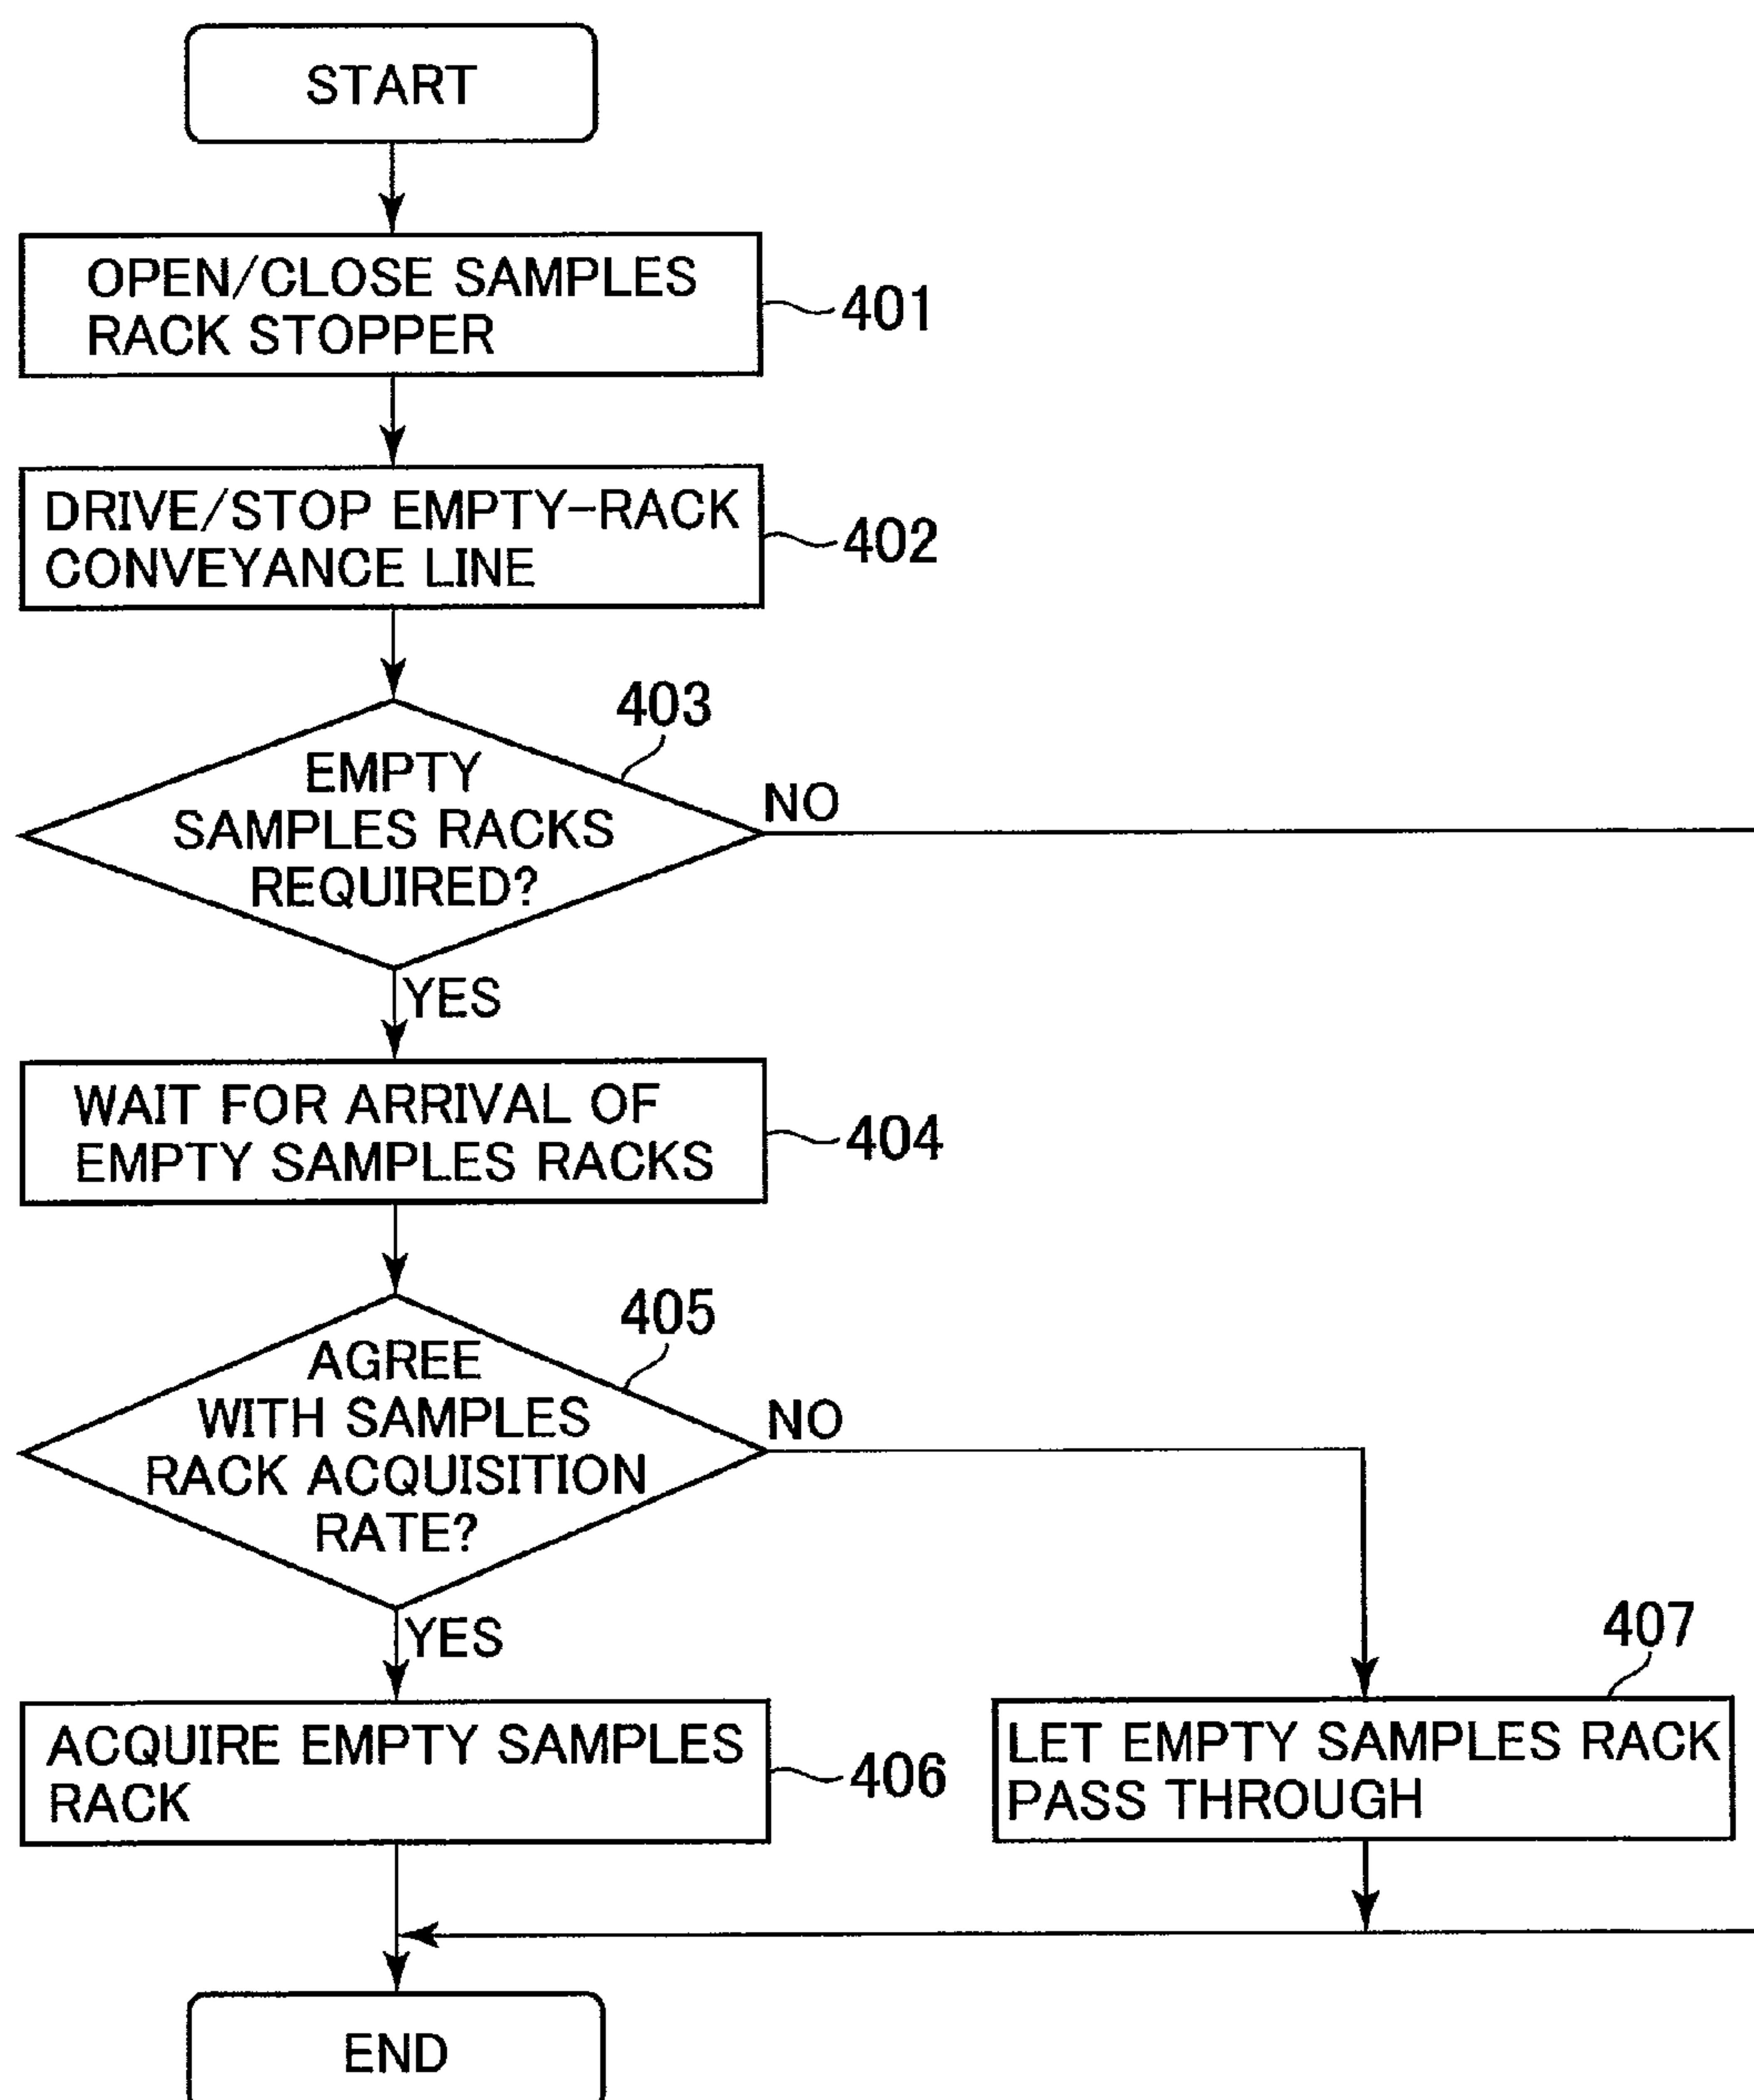 START
OPEN/CLOSE SAMPLES
RACK STOPPER
401
DRIVE/STOP EMPTY-RACK
CONVEYANCE LINE
402
403
EMPTY
SAMPLES RACKS
REQUIRED?
NO
YES
WAIT FOR ARRIVAL OF
EMPTY SAMPLES RACKS
404
405
AGREE
WITH SAMPLES
RACK ACQUISITION
RATE?
NO
YES
407
ACQUIRE EMPTY SAMPLES
RACK
406
LET EMPTY SAMPLES RACK
PASS THROUGH
END